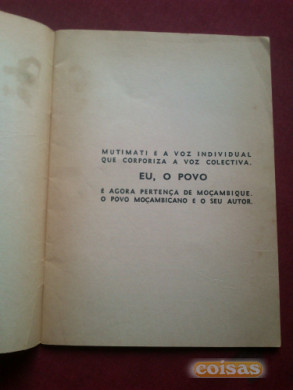 MUTIMATI E A VOZ INDIVIDUAL
QUE CORPORIZA A VOZ COLECTIVA.
EU, O POVO
E AGORA PERTENÇA DE MOÇAMBIQUE.
O POVO MOÇAMBICANO E O SEU AUTOR.
coisas